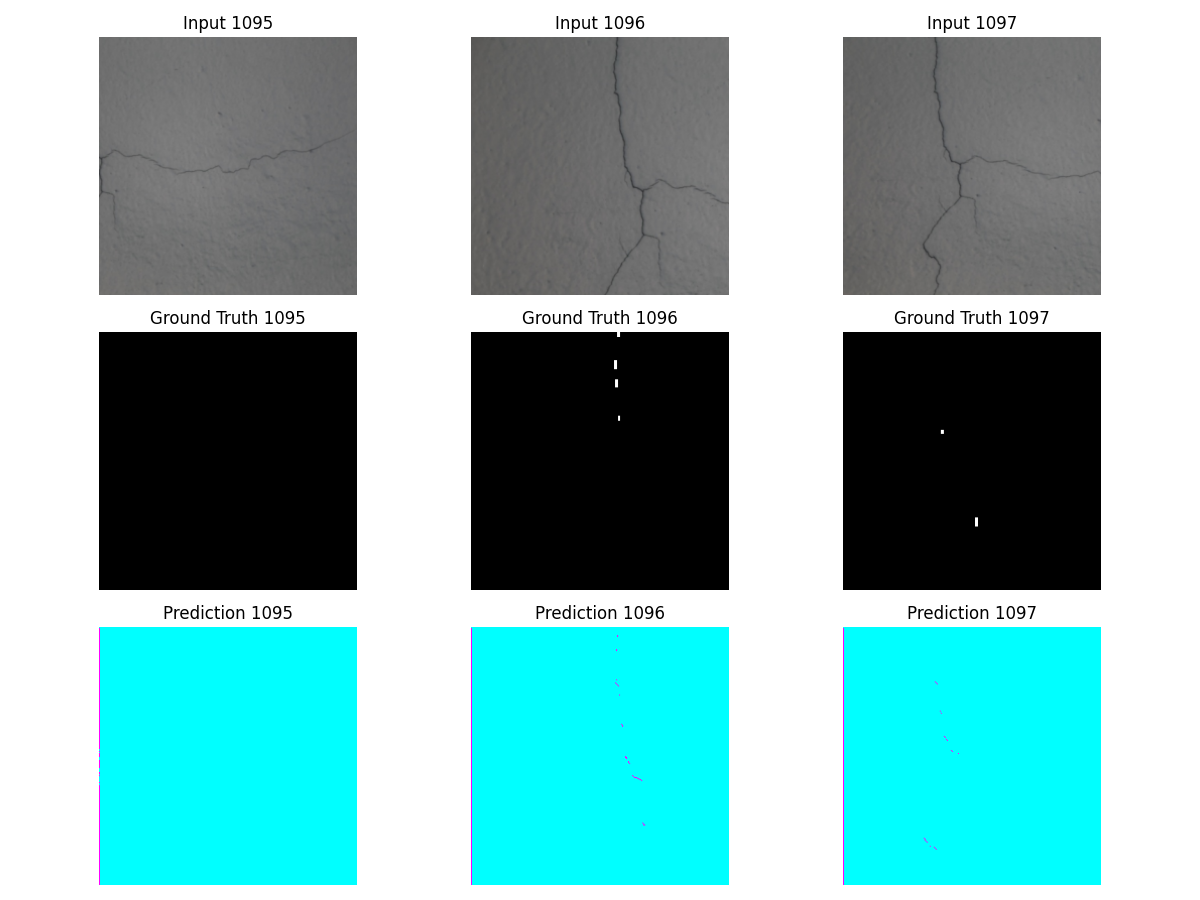 Input 1095
Input 1096
Input 1097
Ground Truth 1095
Ground Truth 1096
Ground Truth 1097
Prediction 1095
Prediction 1096
Prediction 1097